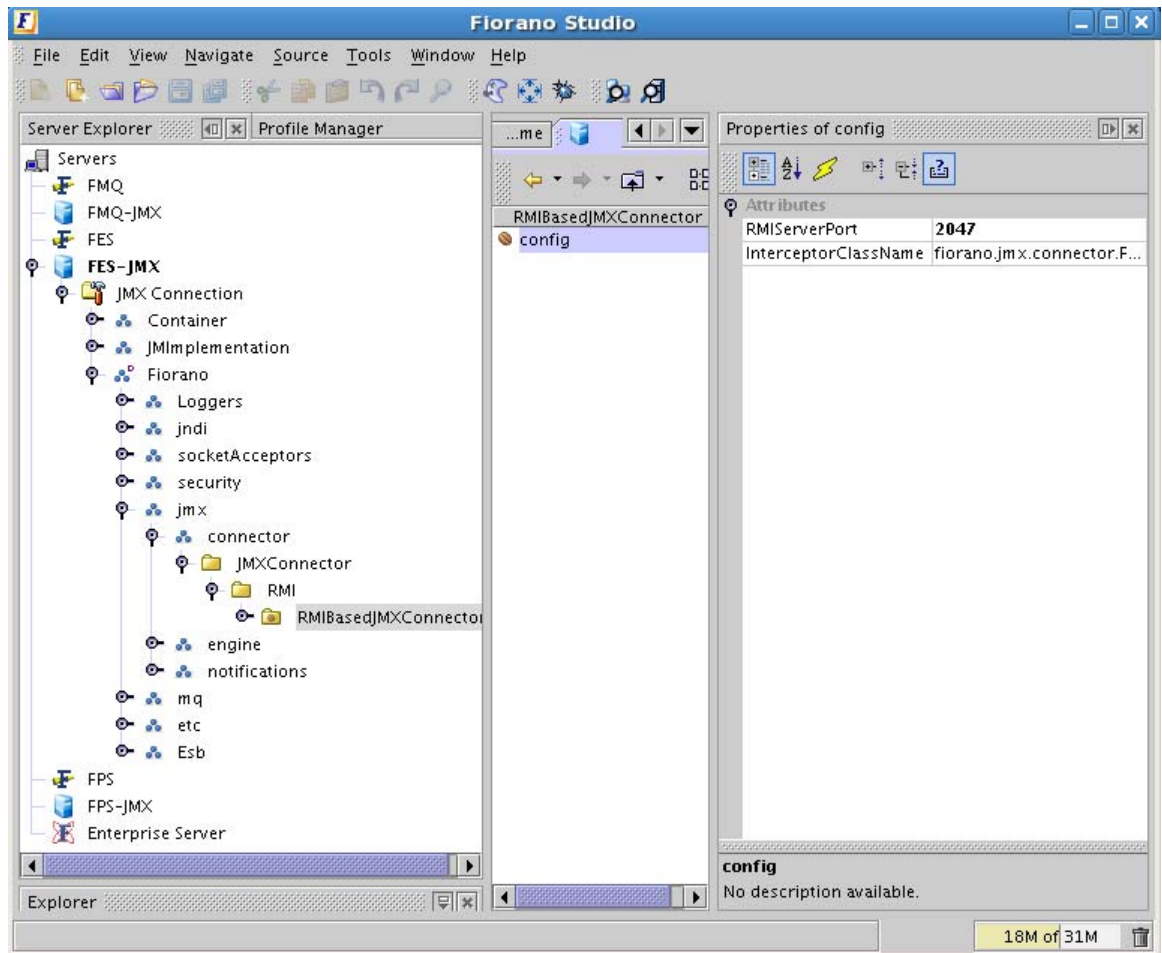 Fiorano Studio
File Edit View Navigate Source Tools Window Help
Server Explorer Profile Manager
Servers
FMQ
FMQ-JMX
FES
FES-JMX
JMX Connection
Container
JMImplementation
Fiorano
Loggers
jndi
socketAcceptors
security
jmx
connector
JMXConnector
RMI
RMIBasedJMXConnector
engine
notifications
mq
etc
Esb
FPS
FPS-JMX
Enterprise Server
Explorer
...me
RMIBasedJMXConnector
config
Properties of config
Attributes
RMIServerPort 2047
InterceptorClassName fiorano.jmx.connector.F...
config
No description available.
18M of 31M